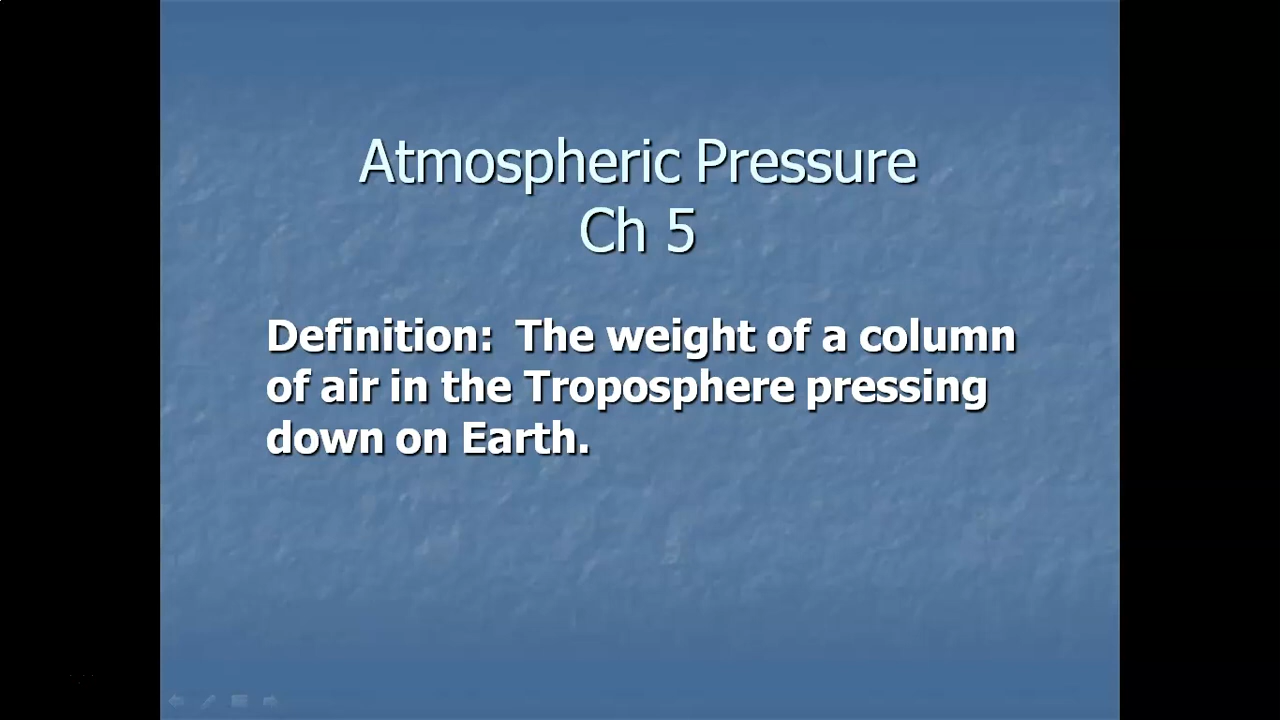 Atmospheric Pressure
Ch 5
Definition:  The weight of a column
of air in the Troposphere pressing
down on Earth.